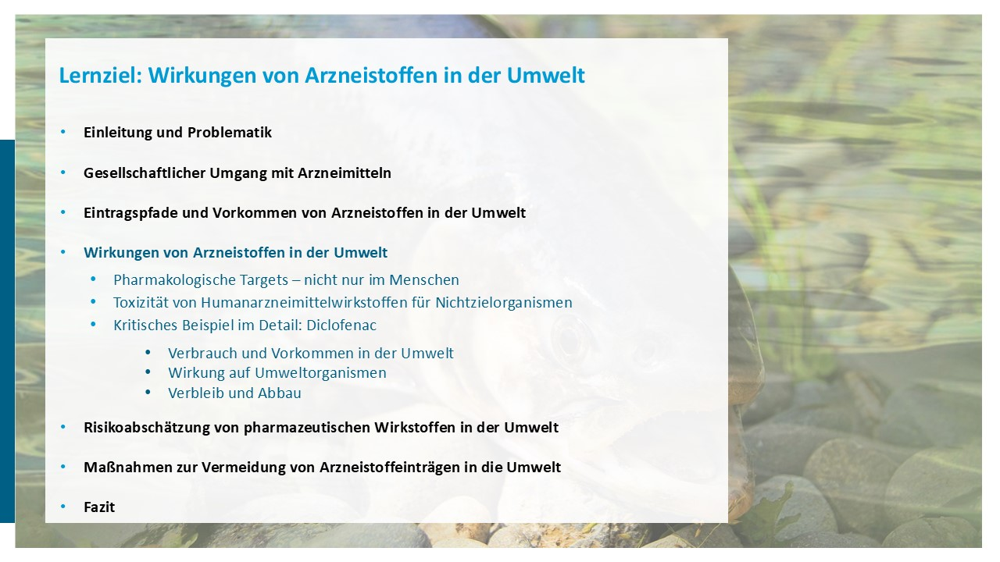 Lernziel: Wirkungen von Arzneistoffen in der Umwelt
• Einleitung und Problematik
• Gesellschaftlicher Umgang mit Arzneimitteln
• Eintragspfade und Vorkommen von Arzneistoffen in der Umwelt
• Wirkungen von Arzneistoffen in der Umwelt
• Pharmakologische Targets – nicht nur im Menschen
• Toxizität von Humanarzneimittelwirkstoffen für Nichtzielorganismen
• Kritisches Beispiel im Detail: Diclofenac
• Verbrauch und Vorkommen in der Umwelt
• Wirkung auf Umweltorganismen
• Verbleib und Abbau
• Risikoabschätzung von pharmazeutischen Wirkstoffen in der Umwelt
• Maßnahmen zur Vermeidung von Arzneistoffeinträgen in die Umwelt
• Fazit